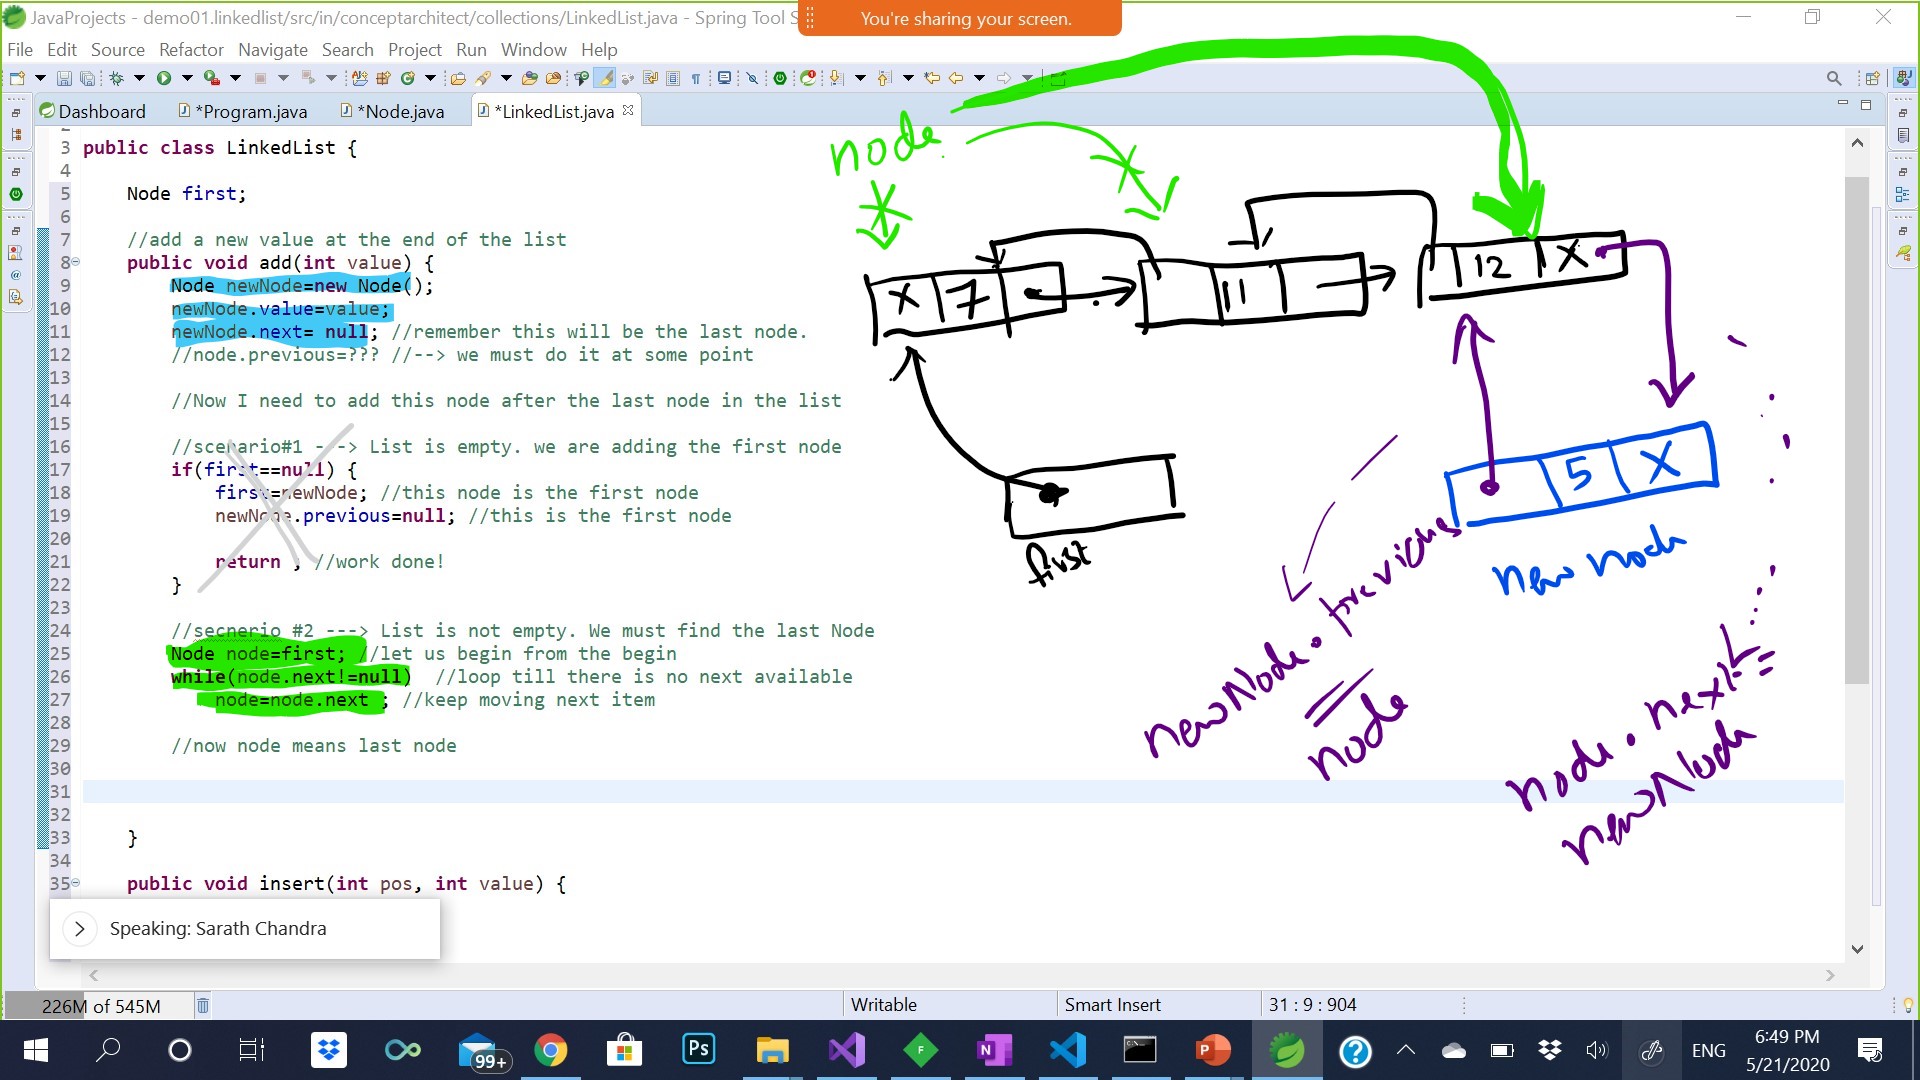 JavaProjects - demo01.linkedlist/src/in/conceptarchitect/collections/LinkedList.java - Spring Tool S
You're sharing your screen.
File Edit Source Refactor Navigate Search Project Run Window Help
Dashboard *Program.java *Node.java *LinkedList.java
3 public class LinkedList {
4
5 Node first;
6
7 //add a new value at the end of the list
8 public void add(int value) {
9 Node newNode=new Node();
10 newNode.value=value;
11 newNode.next= null; //remember this will be the last node.
12 //node.previous=??? //--> we must do it at some point
13
14 //Now I need to add this node after the last node in the list
15
16 //scenario#1 ---> List is empty. we are adding the first node
17 if(first==null) {
18 first=newNode; //this node is the first node
19 newNode.previous=null; //this is the first node
20
21 return ; //work done!
22 }
23
24 //secnerio #2 ---> List is not empty. We must find the last Node
25 Node node=first; //let us begin from the begin
26 while(node.next!=null) //loop till there is no next available
27 node=node.next ; //keep moving next item
28
29 //now node means last node
30
31
32
33 }
34
35 public void insert(int pos, int value) {
node
X 7
11
12 X
5 X
new node
first
newNode.previous
=
node
node.next =
newNode
Speaking: Sarath Chandra
226M of 545M
Writable
Smart Insert
31 : 9 : 904
99+
Ps
F
N
P
?
ENG
6:49 PM
5/21/2020